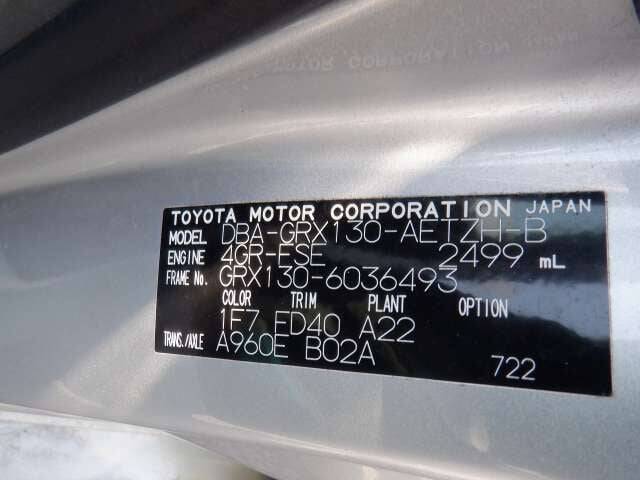 TOYOTA MOTOR CORPORATION JAPAN
MODEL DBA-GRX130-AETZH-B
ENGINE 4GR-FSE 2499 mL
FRAME No. GRX130-6036493
COLOR TRIM PLANT OPTION
1F7 FD40 A22
TRANS./AXLE A960E B02A
722